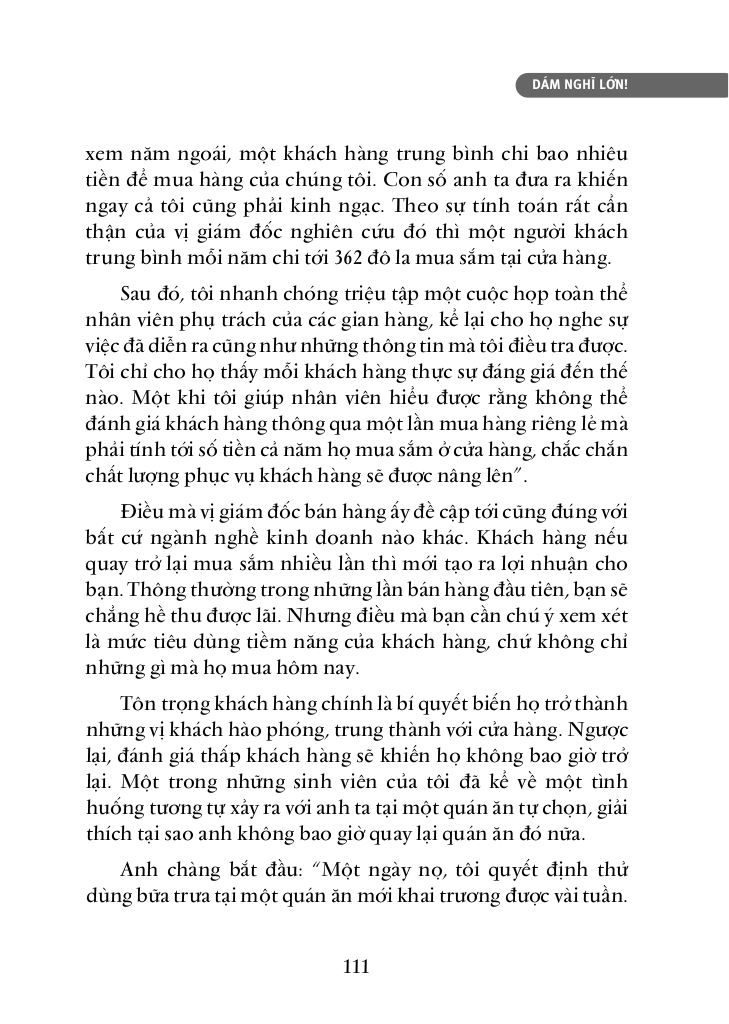 DÁM NGHĨ LỚN!
xem năm ngoái, một khách hàng trung bình chi bao nhiêu
tiền để mua hàng của chúng tôi. Con số anh ta đưa ra khiến
ngay cả tôi cũng phải kinh ngạc. Theo sự tính toán rất cẩn
thận của vị giám đốc nghiên cứu đó thì một người khách
trung bình mỗi năm chi tới 362 đô la mua sắm tại cửa hàng.
Sau đó, tôi nhanh chóng triệu tập một cuộc họp toàn thể
nhân viên phụ trách của các gian hàng, kể lại cho họ nghe sự
việc đã diễn ra cũng như những thông tin mà tôi điều tra được.
Tôi chỉ cho họ thấy mỗi khách hàng thực sự đáng giá đến thế
nào. Một khi tôi giúp nhân viên hiểu được rằng không thể
đánh giá khách hàng thông qua một lần mua hàng riêng lẻ mà
phải tính tới số tiền cả năm họ mua sắm ở cửa hàng, chắc chắn
chất lượng phục vụ khách hàng sẽ được nâng lên”.
Điều mà vị giám đốc bán hàng ấy đề cập tới cũng đúng với
bất cứ ngành nghề kinh doanh nào khác. Khách hàng nếu
quay trở lại mua sắm nhiều lần thì mới tạo ra lợi nhuận cho
bạn. Thông thường trong những lần bán hàng đầu tiên, bạn sẽ
chẳng hề thu được lãi. Nhưng điều mà bạn cần chú ý xem xét
là mức tiêu dùng tiềm năng của khách hàng, chứ không chỉ
những gì mà họ mua hôm nay.
Tôn trọng khách hàng chính là bí quyết biến họ trở thành
những vị khách hào phóng, trung thành với cửa hàng. Ngược
lại, đánh giá thấp khách hàng sẽ khiến họ không bao giờ trở
lại. Một trong những sinh viên của tôi đã kể về một tình
huống tương tự xảy ra với anh ta tại một quán ăn tự chọn, giải
thích tại sao anh không bao giờ quay lại quán ăn đó nữa.
Anh chàng bắt đầu: “Một ngày nọ, tôi quyết định thử
dùng bữa trưa tại một quán ăn mới khai trương được vài tuần.
111